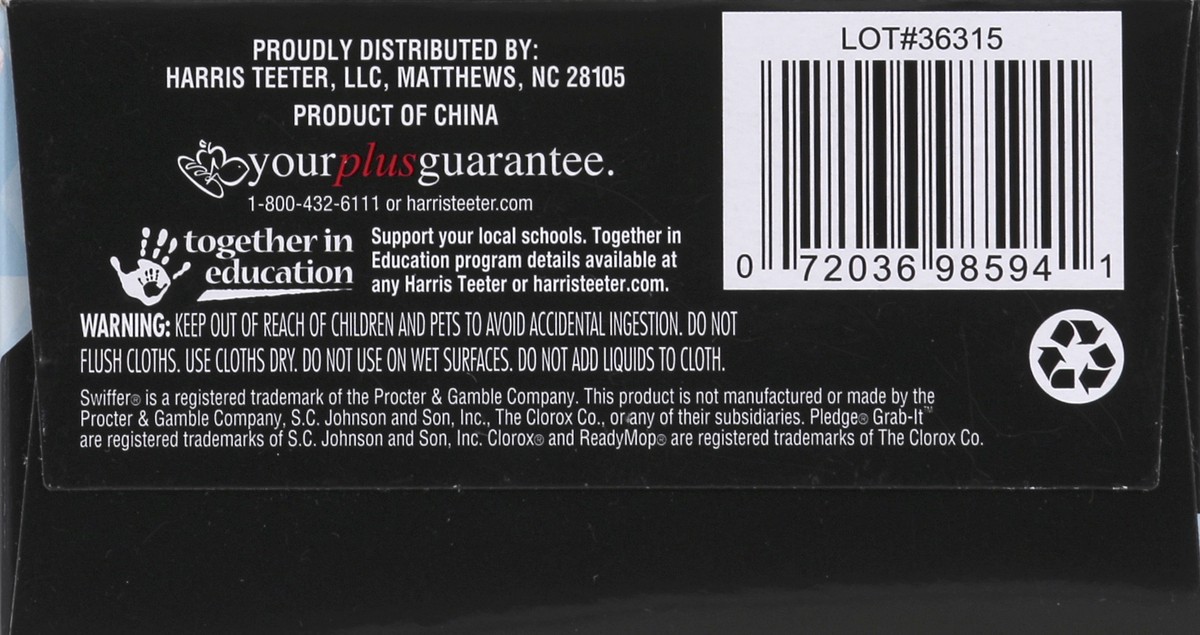 PROUDLY DISTRIBUTED BY:
HARRIS TEETER, LLC, MATTHEWS, NC 28105
PRODUCT OF CHINA
yourplusguarantee.
1-800-432-6111 or harristeeter.com
together in
education
Support your local schools. Together in
Education program details available at
any Harris Teeter or harristeeter.com.
WARNING: KEEP OUT OF REACH OF CHILDREN AND PETS TO AVOID ACCIDENTAL INGESTION. DO NOT
FLUSH CLOTHS. USE CLOTHS DRY. DO NOT USE ON WET SURFACES. DO NOT ADD LIQUIDS TO CLOTH.
Swiffer® is a registered trademark of the Procter & Gamble Company. This product is not manufactured or made by the
Procter & Gamble Company, S.C. Johnson and Son, Inc., The Clorox Co., or any of their subsidiaries. Pledge® Grab-It™
are registered trademarks of S.C. Johnson and Son, Inc. Clorox® and ReadyMop® are registered trademarks of The Clorox Co.
LOT#36315
0 72036 98594 1